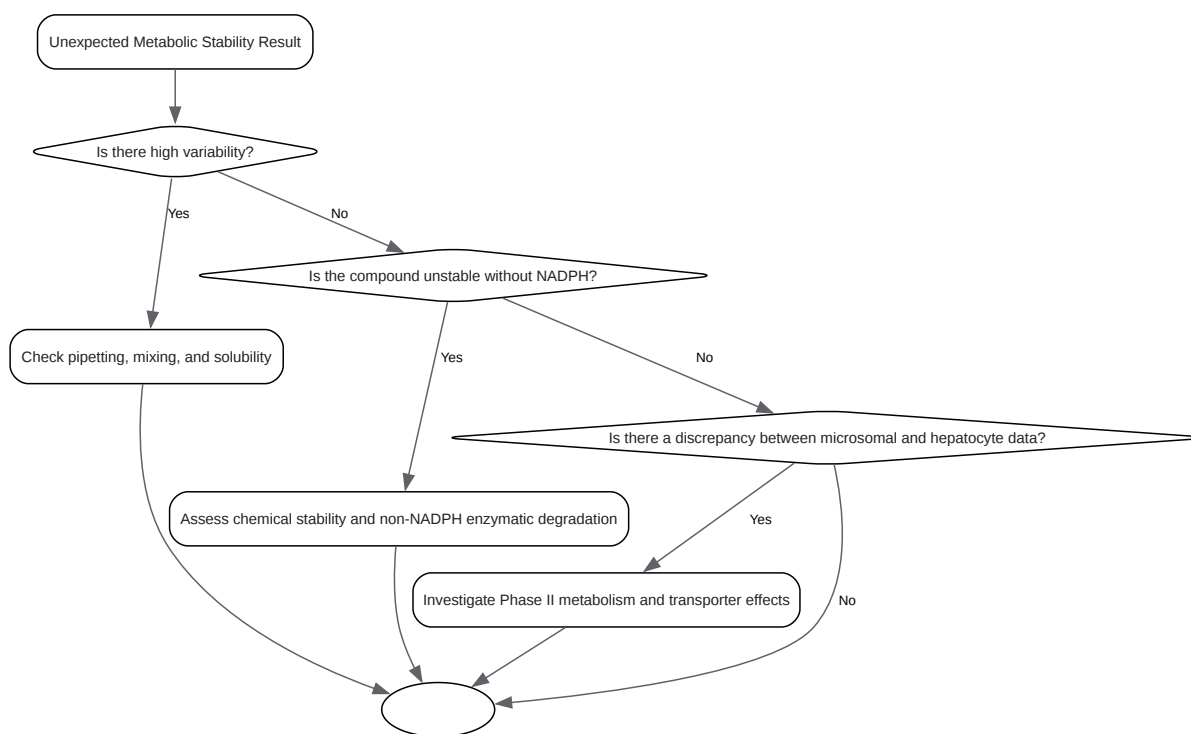 Unexpected Metabolic Stability Result
Is there high variability?
Yes
No
Is the compound unstable without NADPH?
Check pipetting, mixing, and solubility
Yes
No
Is there a discrepancy between microsomal and hepatocyte data?
Assess chemical stability and non-NADPH enzymatic degradation
Yes
Investigate Phase II metabolism and transporter effects
No